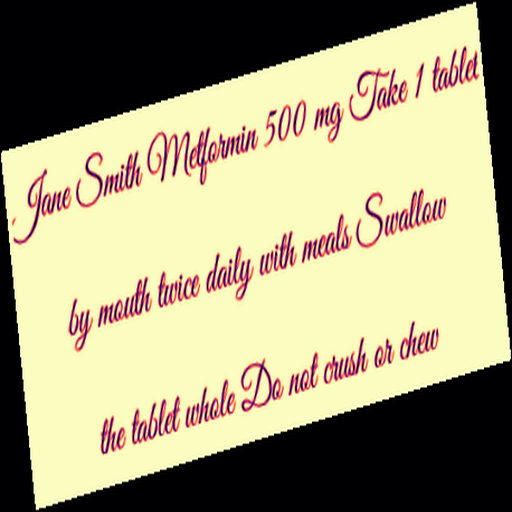 Jane Smith Metformin 500 mg Take 1 tablet
by mouth twice daily with meals Swallow
the tablet whole Do not crush or chew